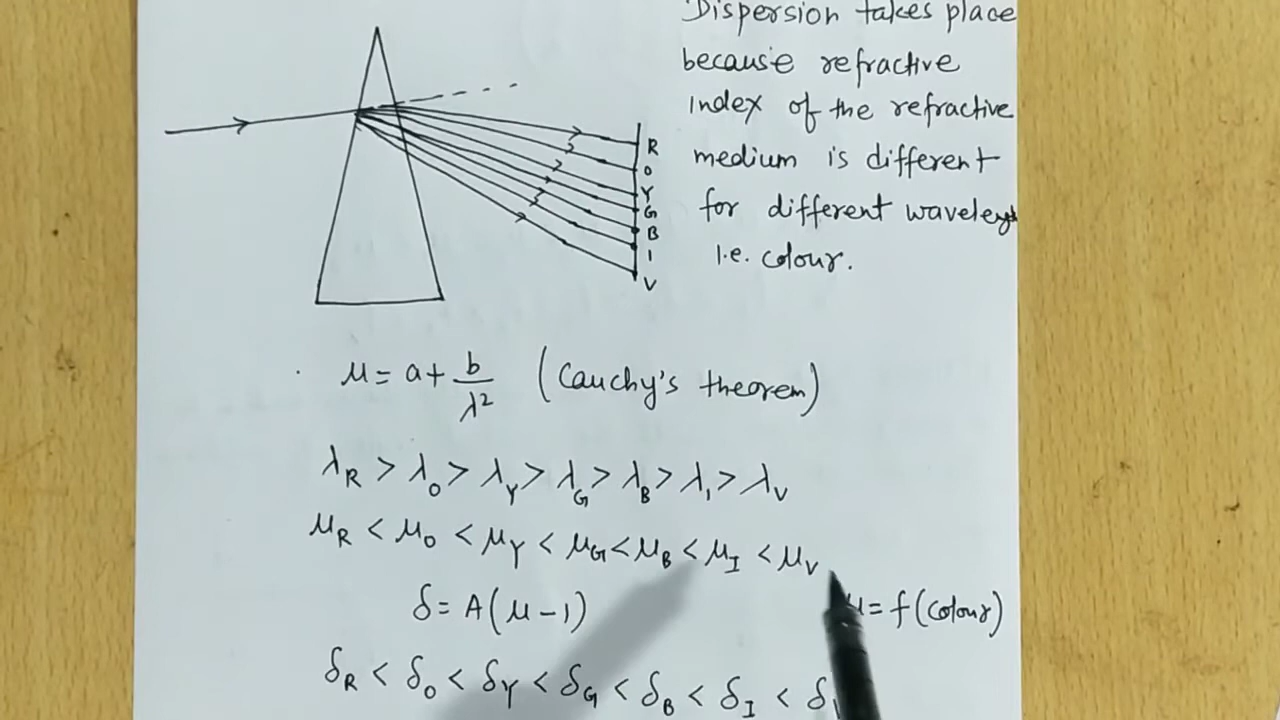 Dispersion takes place
because refractive
index of the refractive
medium is different
for different waveleng
i.e. colour.
R
O
Y
G
B
I
V
μ = a + b/λ² (Cauchy's theorem)
λR > λO > λY > λG > λB > λI > λV
μR < μO < μY < μG < μB < μI < μV
δ = A(μ-1)
μ = f(colour)
δR < δO < δY < δG < δB < δI < δ